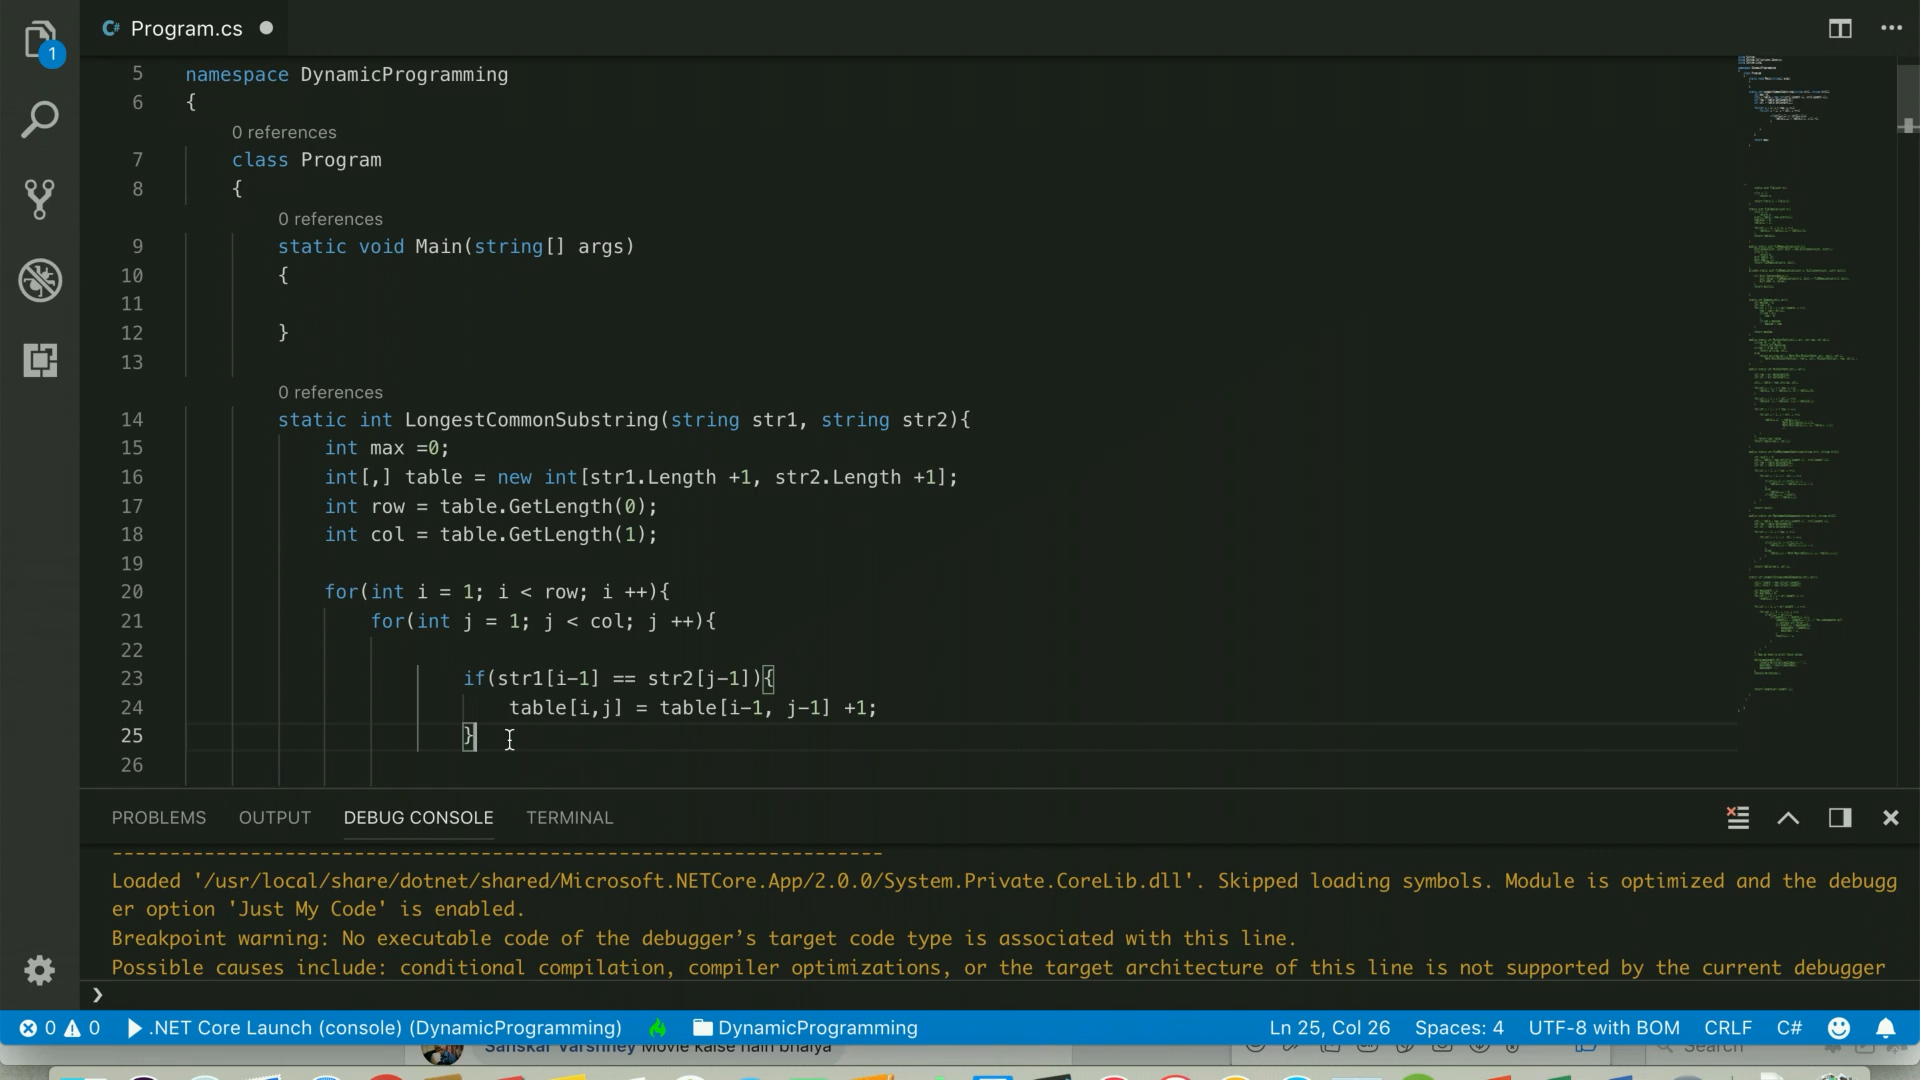 1
C# Program.cs
5 namespace DynamicProgramming
6 {
0 references
7 class Program
8 {
0 references
9 static void Main(string[] args)
10 {
11
12 }
13
0 references
14 static int LongestCommonSubstring(string str1, string str2){
15 int max =0;
16 int[,] table = new int[str1.Length +1, str2.Length +1];
17 int row = table.GetLength(0);
18 int col = table.GetLength(1);
19
20 for(int i = 1; i < row; i ++){
21 for(int j = 1; j < col; j ++){
22
23 if(str1[i-1] == str2[j-1]){
24 table[i,j] = table[i-1, j-1] +1;
25 }
26
PROBLEMS OUTPUT DEBUG CONSOLE TERMINAL
-------------------------------------------------------------------
Loaded '/usr/local/share/dotnet/shared/Microsoft.NETCore.App/2.0.0/System.Private.CoreLib.dll'. Skipped loading symbols. Module is optimized and the debugg
er option 'Just My Code' is enabled.
Breakpoint warning: No executable code of the debugger’s target code type is associated with this line.
Possible causes include: conditional compilation, compiler optimizations, or the target architecture of this line is not supported by the current debugger
❯
0 0 .NET Core Launch (console) (DynamicProgramming) DynamicProgramming Ln 25, Col 26 Spaces: 4 UTF-8 with BOM CRLF C#
Sanskar Varshney Movie kaise hain bhaiya Search